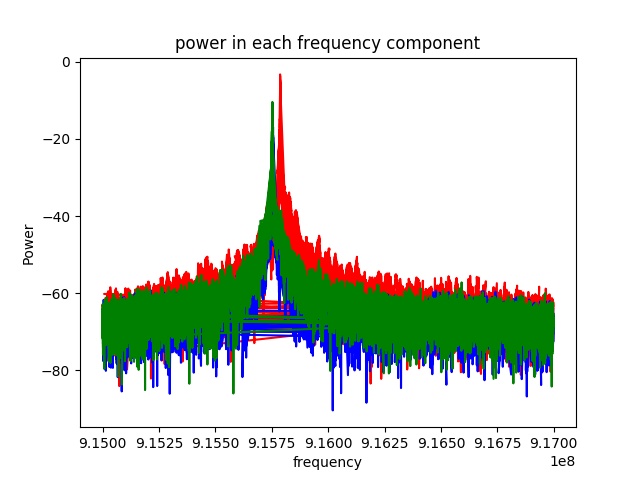 power in each frequency component
0
−20
−40
−60
−80
Power
9.1500 9.1525 9.1550 9.1575 9.1600 9.1625 9.1650 9.1675 9.1700
1e8
frequency